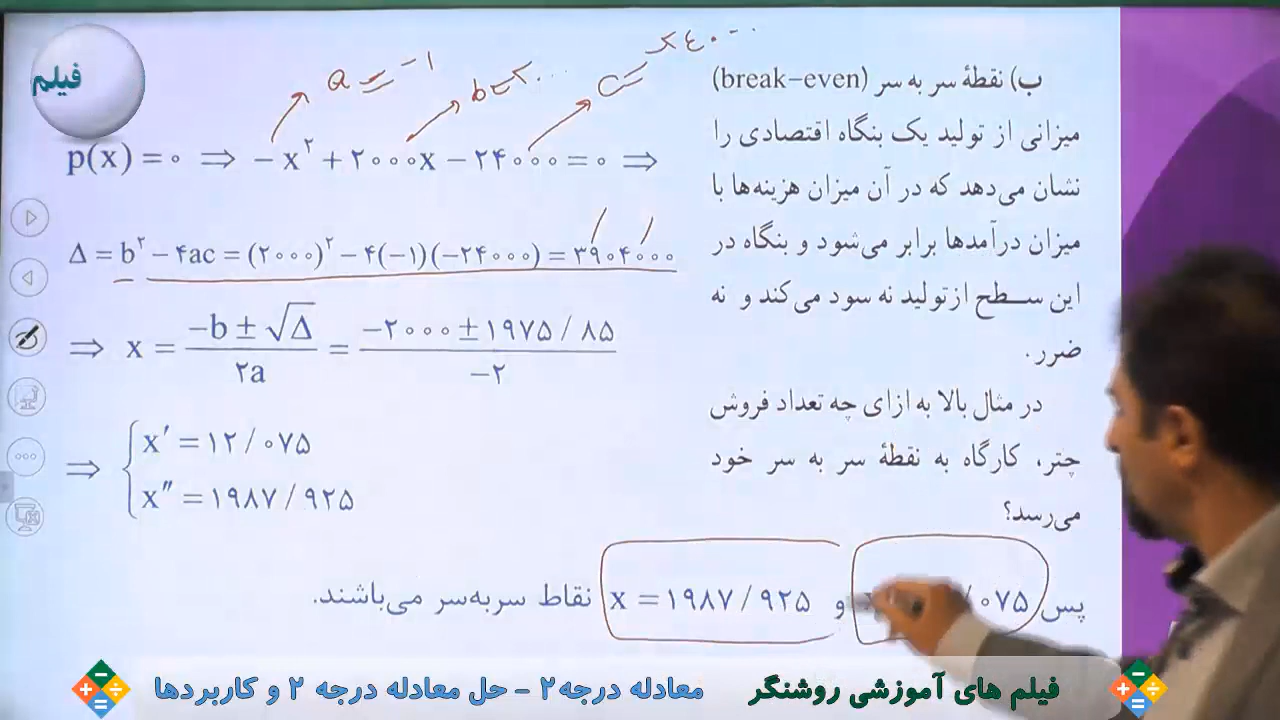 فیلم
a = -1
b = 2000
p(x) = ۰ ⇒ − x² + ۲۰۰۰x − ۲۴۰۰۰ = ۰ ⇒
Δ = b² − ۴ac = (۲۰۰۰)² − ۴(−۱)(−۲۴۰۰۰) = ۳۹۰۴۰۰۰
⇒ x = (−b ± √Δ) / ۲a = (−۲۰۰۰ ± ۱۹۷۵/۸۵) / −۲
⇒ { x′ = ۱۲/۰۷۵
x″ = ۱۹۸۷/۹۲۵
ب) نقطهٔ سر به سر (break-even)
میزانی از تولید یک بنگاه اقتصادی را
نشان می‌دهد که در آن میزان هزینه‌ها با
میزان درآمدها برابر می‌شود و بنگاه در
این سطح از تولید نه سود می‌کند و نه
ضرر.
در مثال بالا به ازای چه تعداد فروش
چتر، کارگاه به نقطهٔ سر به سر خود
می‌رسد؟
پس /۰۷۵ و x = ۱۹۸۷/۹۲۵ نقاط سربه‌سر می‌باشند.
فیلم های آموزشی روشنگر معادله درجه۲ - حل معادله درجه ۲ و کاربردها